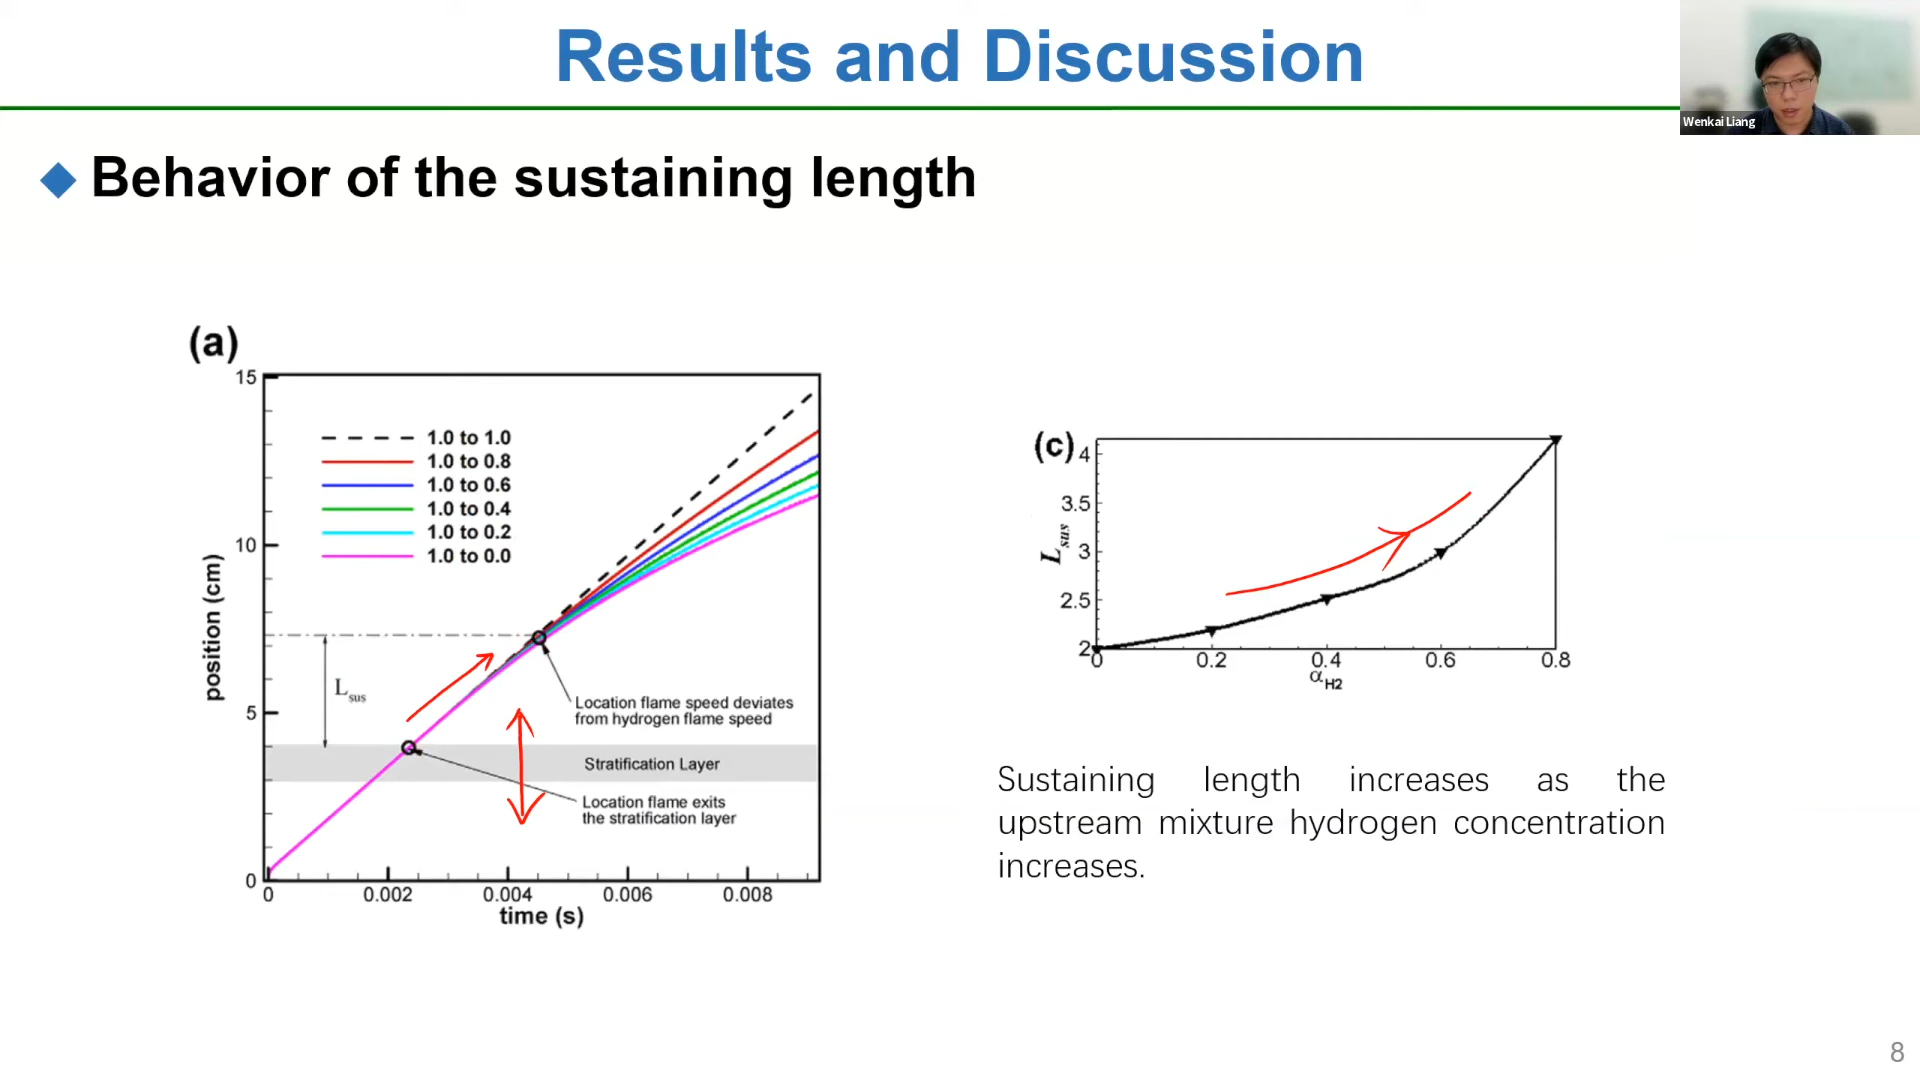 Results and Discussion
Wenkai Liang
Behavior of the sustaining length
(a)
15
10
5
0
position (cm)
1.0 to 1.0
1.0 to 0.8
1.0 to 0.6
1.0 to 0.4
1.0 to 0.2
1.0 to 0.0
Lsus
Location flame speed deviates
from hydrogen flame speed
Stratification Layer
Location flame exits
the stratification layer
0 0.002 0.004 0.006 0.008
time (s)
(c)
4
3.5
3
2.5
2
Lsus
0 0.2 0.4 0.6 0.8
αH2
Sustaining length increases as the
upstream mixture hydrogen concentration
increases.
8